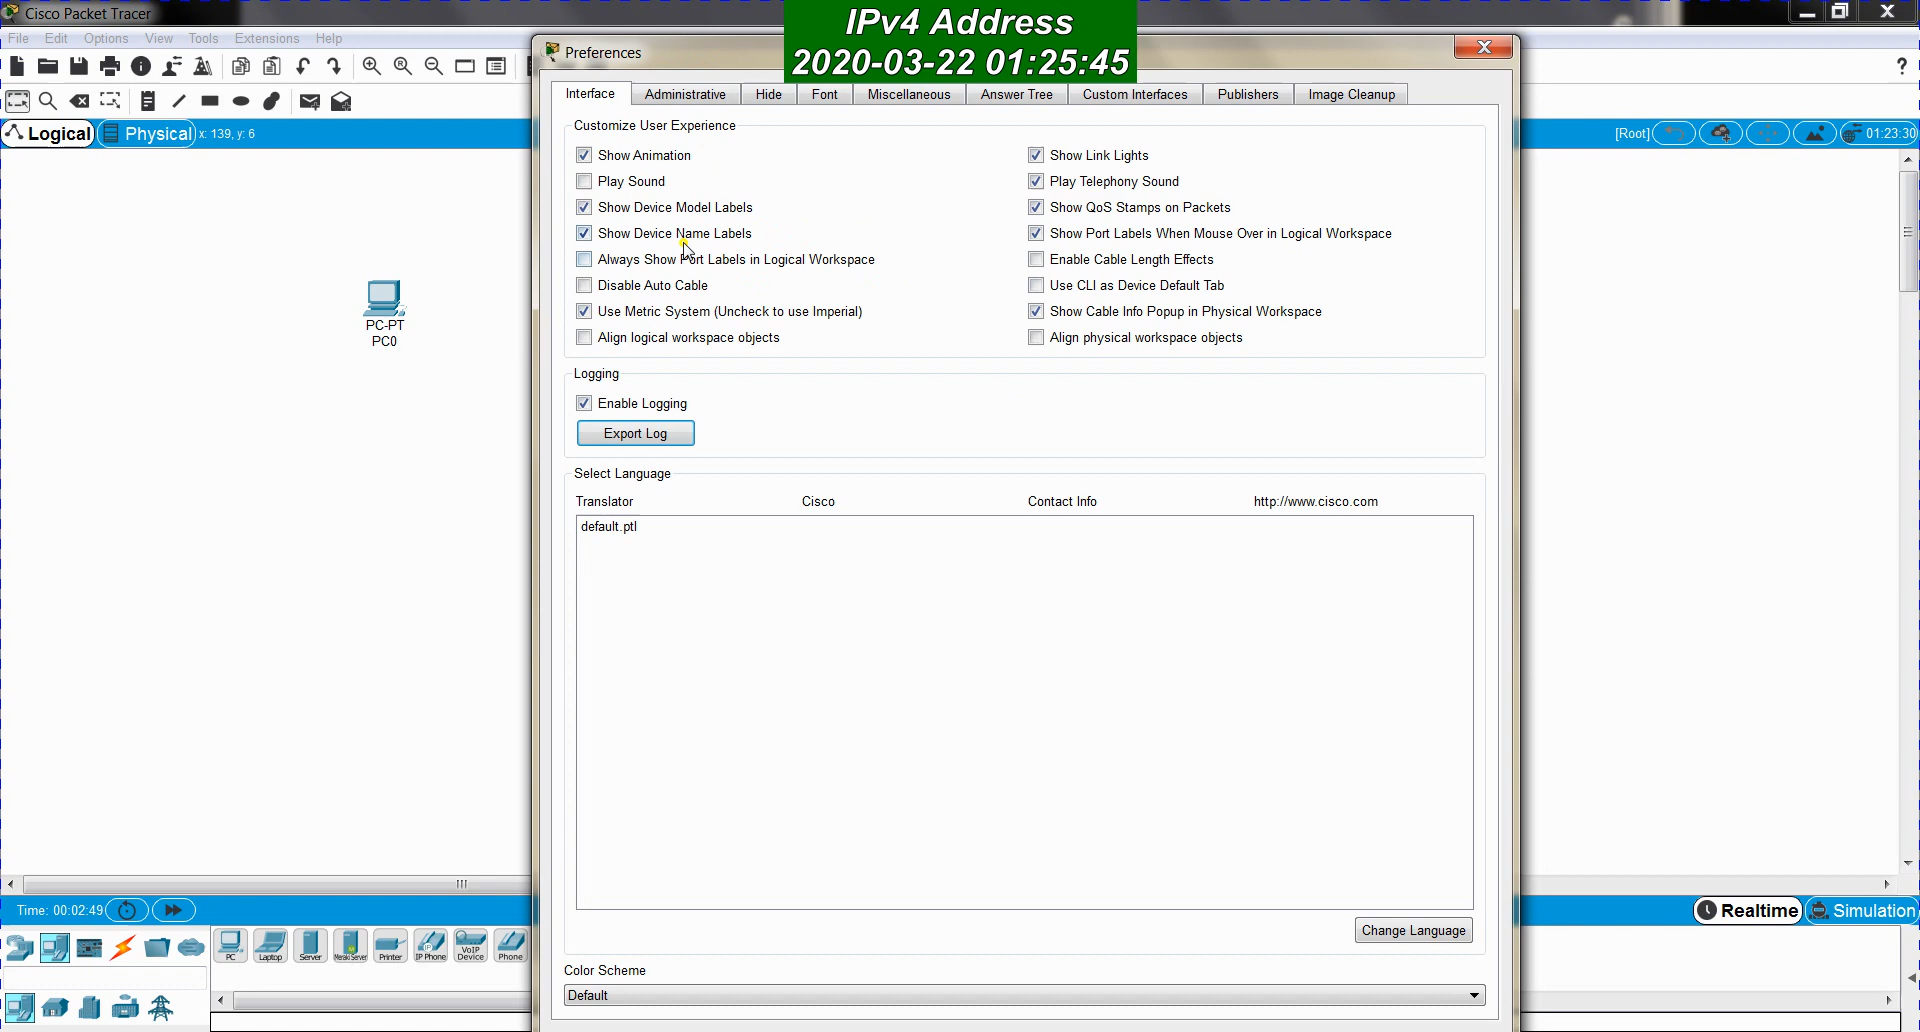 Cisco Packet Tracer
IPv4 Address
2020-03-22 01:25:45
File Edit Options View Tools Extensions Help
Preferences
?
Interface Administrative Hide Font Miscellaneous Answer Tree Custom Interfaces Publishers Image Cleanup
Logical Physical x: 139, y: 6
[Root] 01:23:30
Customize User Experience
Show Animation Show Link Lights
Play Sound Play Telephony Sound
Show Device Model Labels Show QoS Stamps on Packets
Show Device Name Labels Show Port Labels When Mouse Over in Logical Workspace
Always Show Port Labels in Logical Workspace Enable Cable Length Effects
Disable Auto Cable Use CLI as Device Default Tab
Use Metric System (Uncheck to use Imperial) Show Cable Info Popup in Physical Workspace
Align logical workspace objects Align physical workspace objects
PC-PT
PC0
Logging
Enable Logging
Export Log
Select Language
Translator Cisco Contact Info http://www.cisco.com
default.ptl
Change Language
Time: 00:02:49
Realtime Simulation
PC Laptop Server Meraki Server Printer IP Phone VoIP Device Phone
Color Scheme
Default